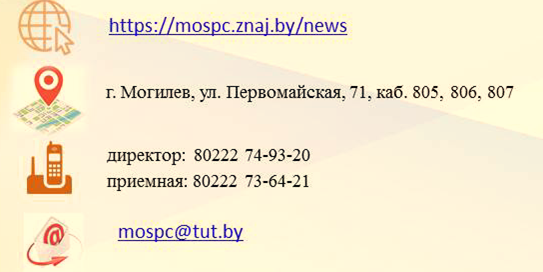 https://mospc.znaj.by/news
г. Могилев, ул. Первомайская, 71, каб. 805, 806, 807
директор: 80222 74-93-20
приемная: 80222 73-64-21
mospc@tut.by